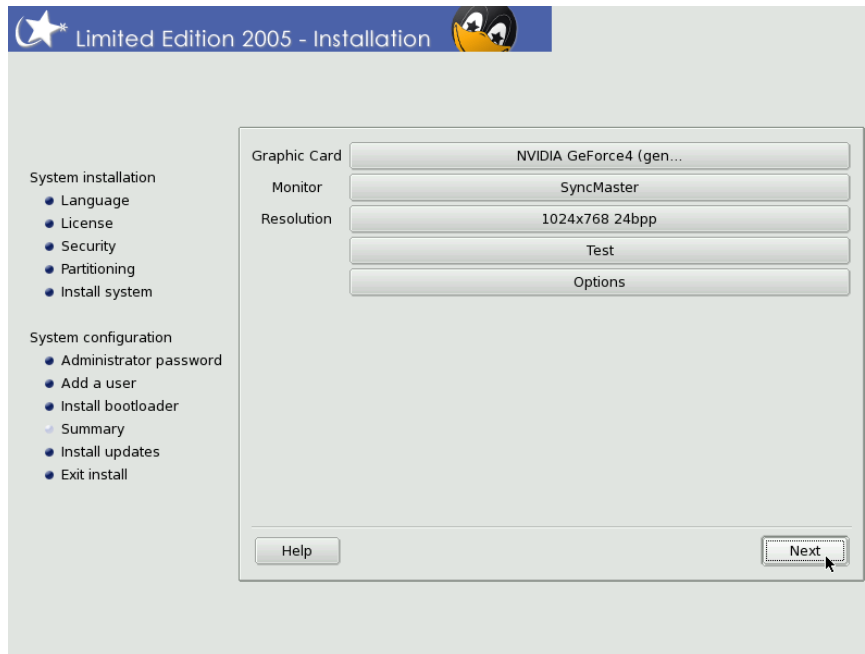 Limited Edition 2005 - Installation
System installation
Language
License
Security
Partitioning
Install system
System configuration
Administrator password
Add a user
Install bootloader
Summary
Install updates
Exit install
Graphic Card NVIDIA GeForce4 (gen...
Monitor SyncMaster
Resolution 1024x768 24bpp
Test
Options
Help Next